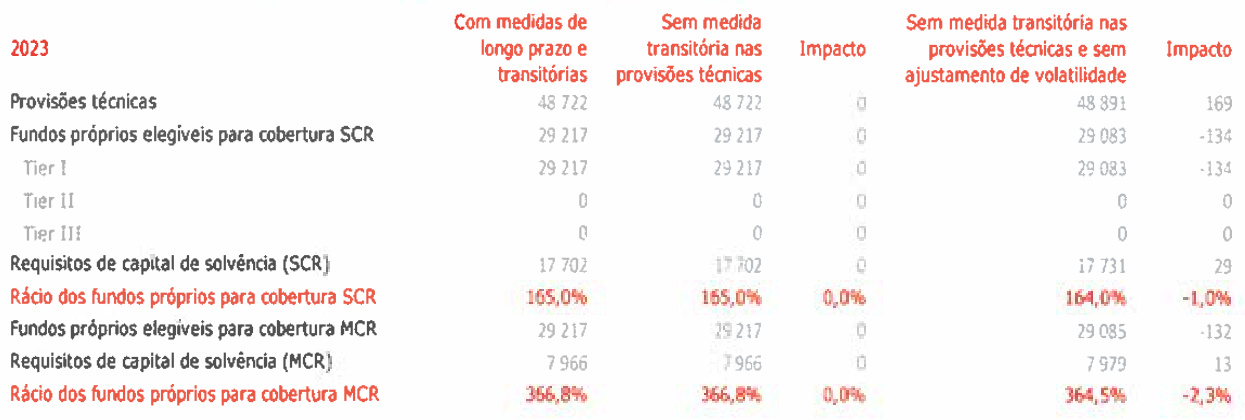 2023 Com medidas de longo prazo e transitórias Sem medida transitória nas provisões técnicas Impacto Sem medida transitória nas provisões técnicas e sem ajustamento de volatilidade Impacto
Provisões técnicas 48 722 48 722 0 48 891 169
Fundos próprios elegíveis para cobertura SCR 29 217 29 217 0 29 083 -134
Tier I 29 217 29 217 0 29 083 -134
Tier II 0 0 0 0 0
Tier III 0 0 0 0 0
Requisitos de capital de solvência (SCR) 17 702 17 702 0 17 731 29
Rácio dos fundos próprios para cobertura SCR 165,0% 165,0% 0,0% 164,0% -1,0%
Fundos próprios elegíveis para cobertura MCR 29 217 29 217 0 29 085 -132
Requisitos de capital de solvência (MCR) 7 966 7 966 0 7 979 13
Rácio dos fundos próprios para cobertura MCR 366,8% 366,8% 0,0% 364,5% -2,3%